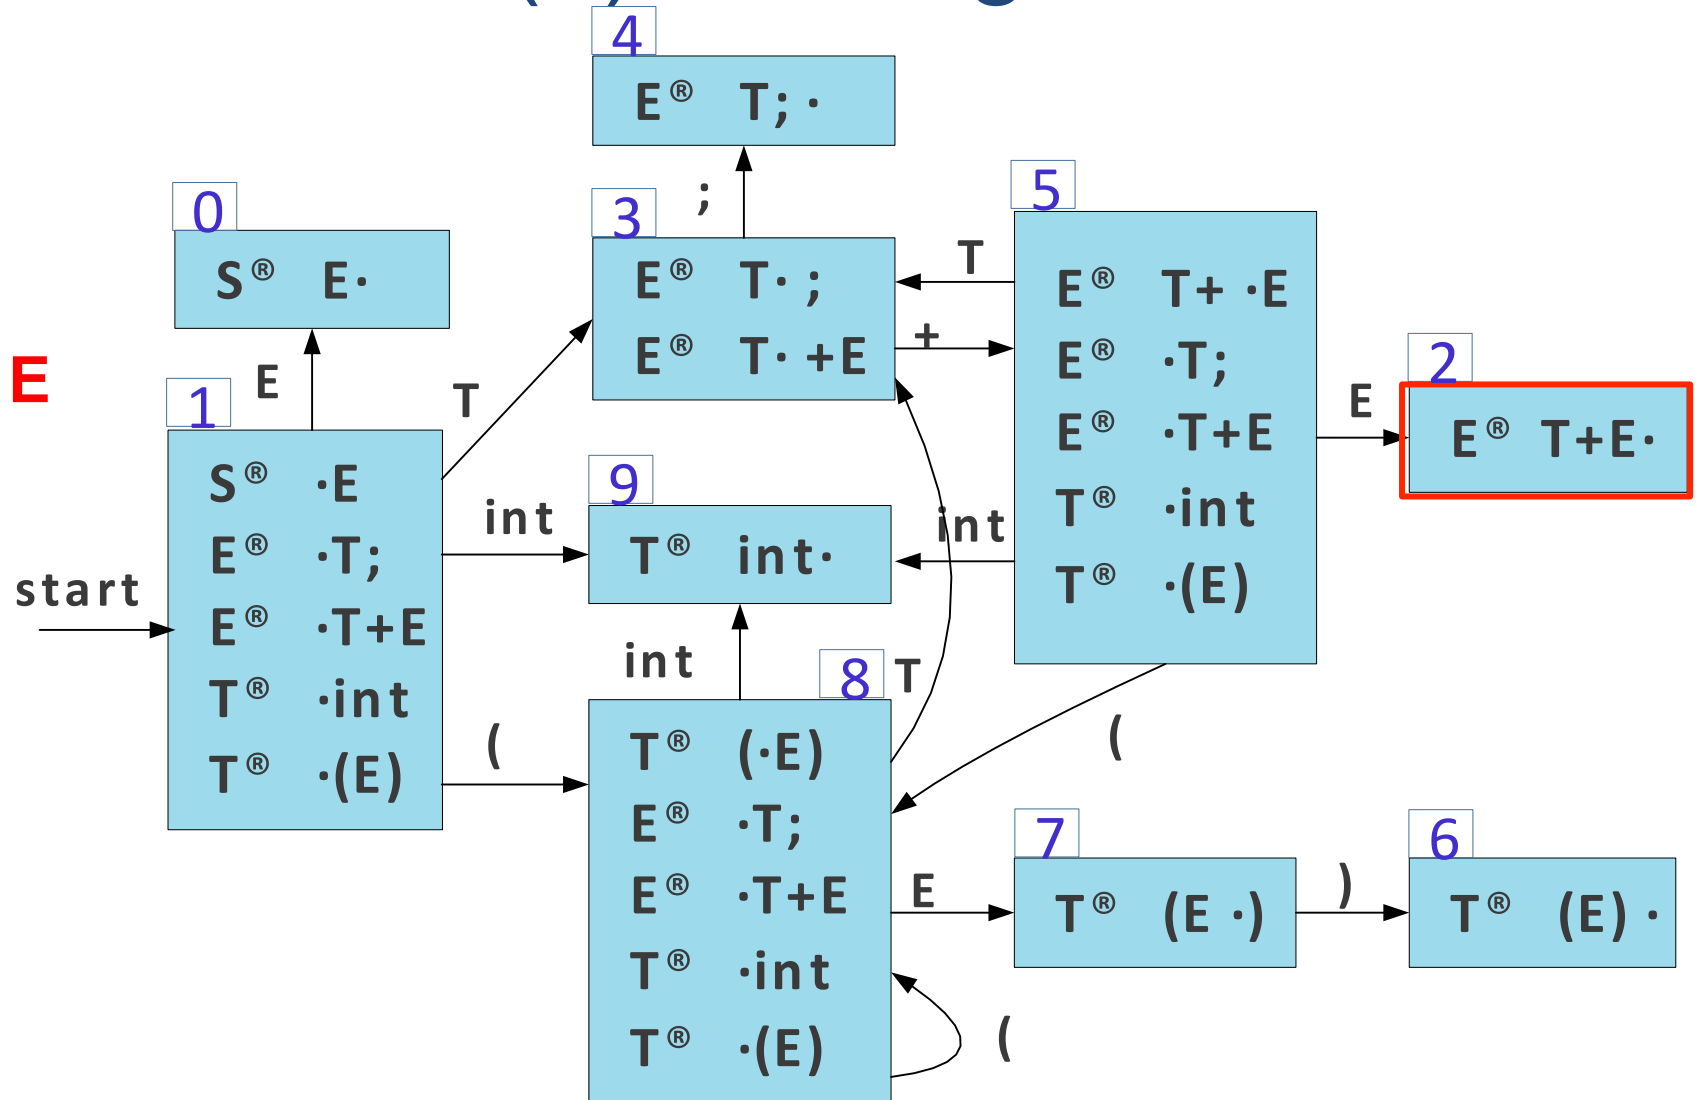 4
E® T;·
0
S® E·
;
3
E® T·;
E® T·+E
T
+
5
E® T+ ·E
E® ·T;
E® ·T+E
T® ·int
T® ·(E)
E
2
E® T+E·
E
E
T
1
S® ·E
E® ·T;
E® ·T+E
T® ·int
T® ·(E)
start
int
9
T® int·
int
int
(
8
T
T® (·E)
E® ·T;
E® ·T+E
T® ·int
T® ·(E)
(
(
E
7
T® (E ·)
)
6
T® (E) ·